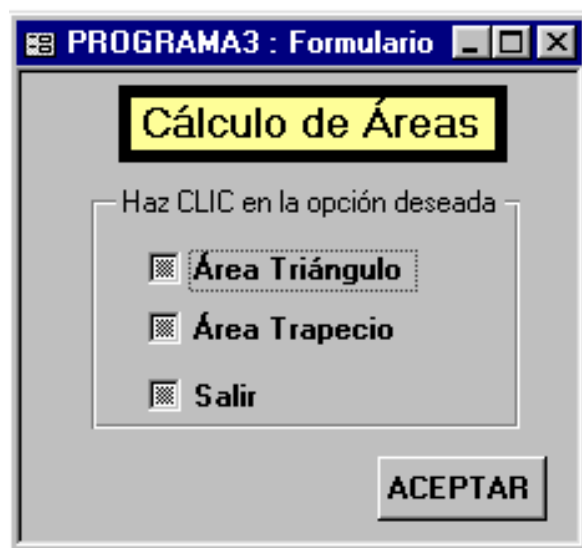 PROGRAMA3 : Formulario
Cálculo de Áreas
Haz CLIC en la opción deseada
Área Triángulo
Área Trapecio
Salir
ACEPTAR